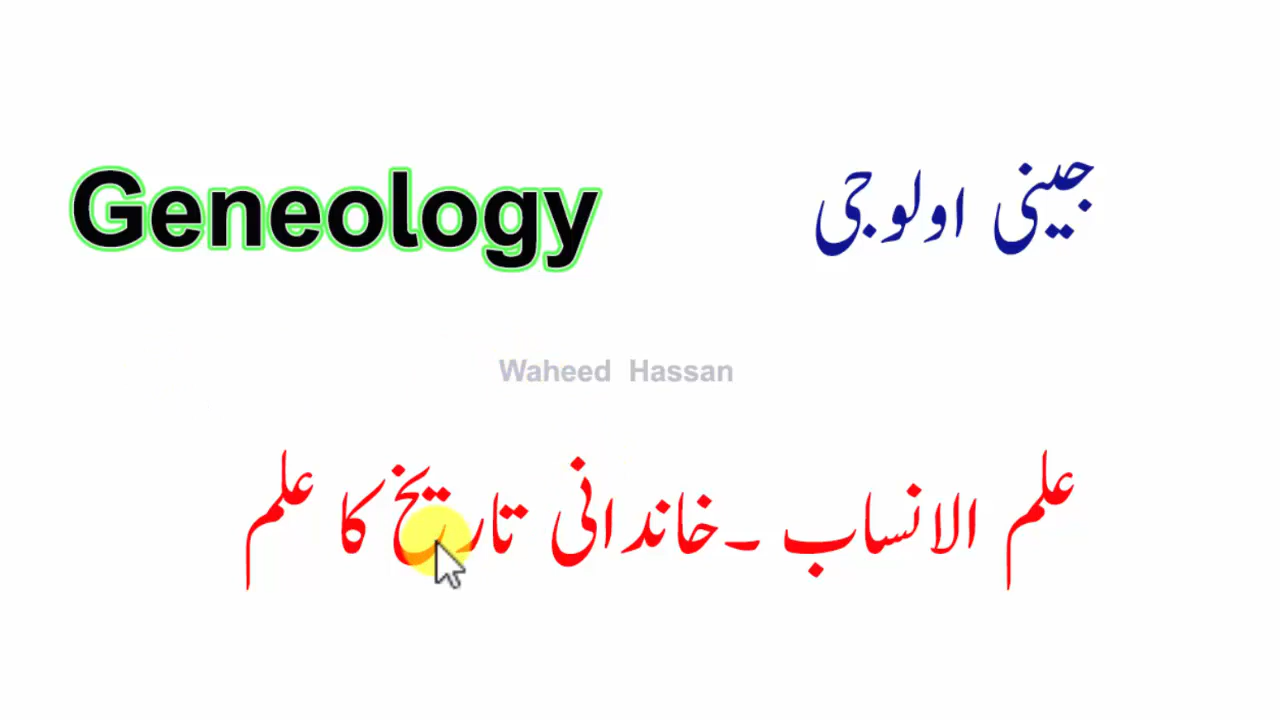 Geneology جینی اولوجی
Waheed Hassan
علم الانساب ۔خاندانی تاریخ کا علم